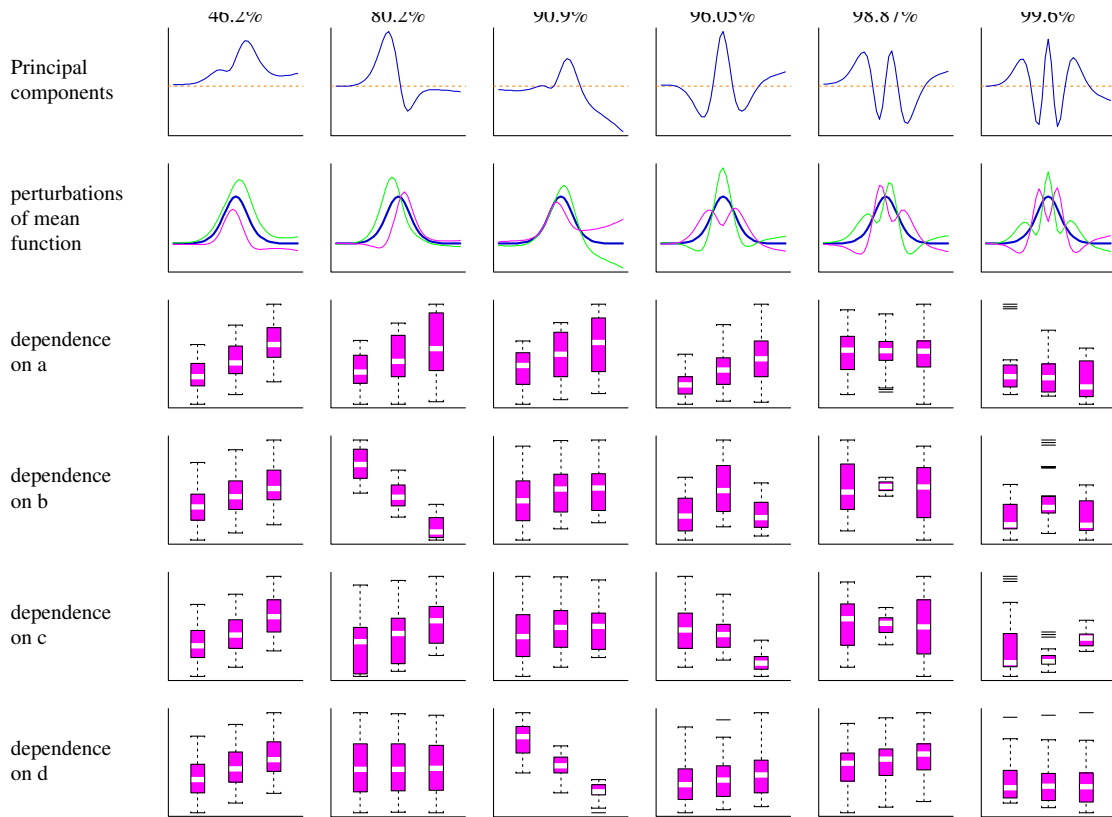 46.2% 80.2% 90.9% 96.05% 98.87% 99.6%
Principal
components
perturbations
of mean
function
dependence
on a
dependence
on b
dependence
on c
dependence
on d